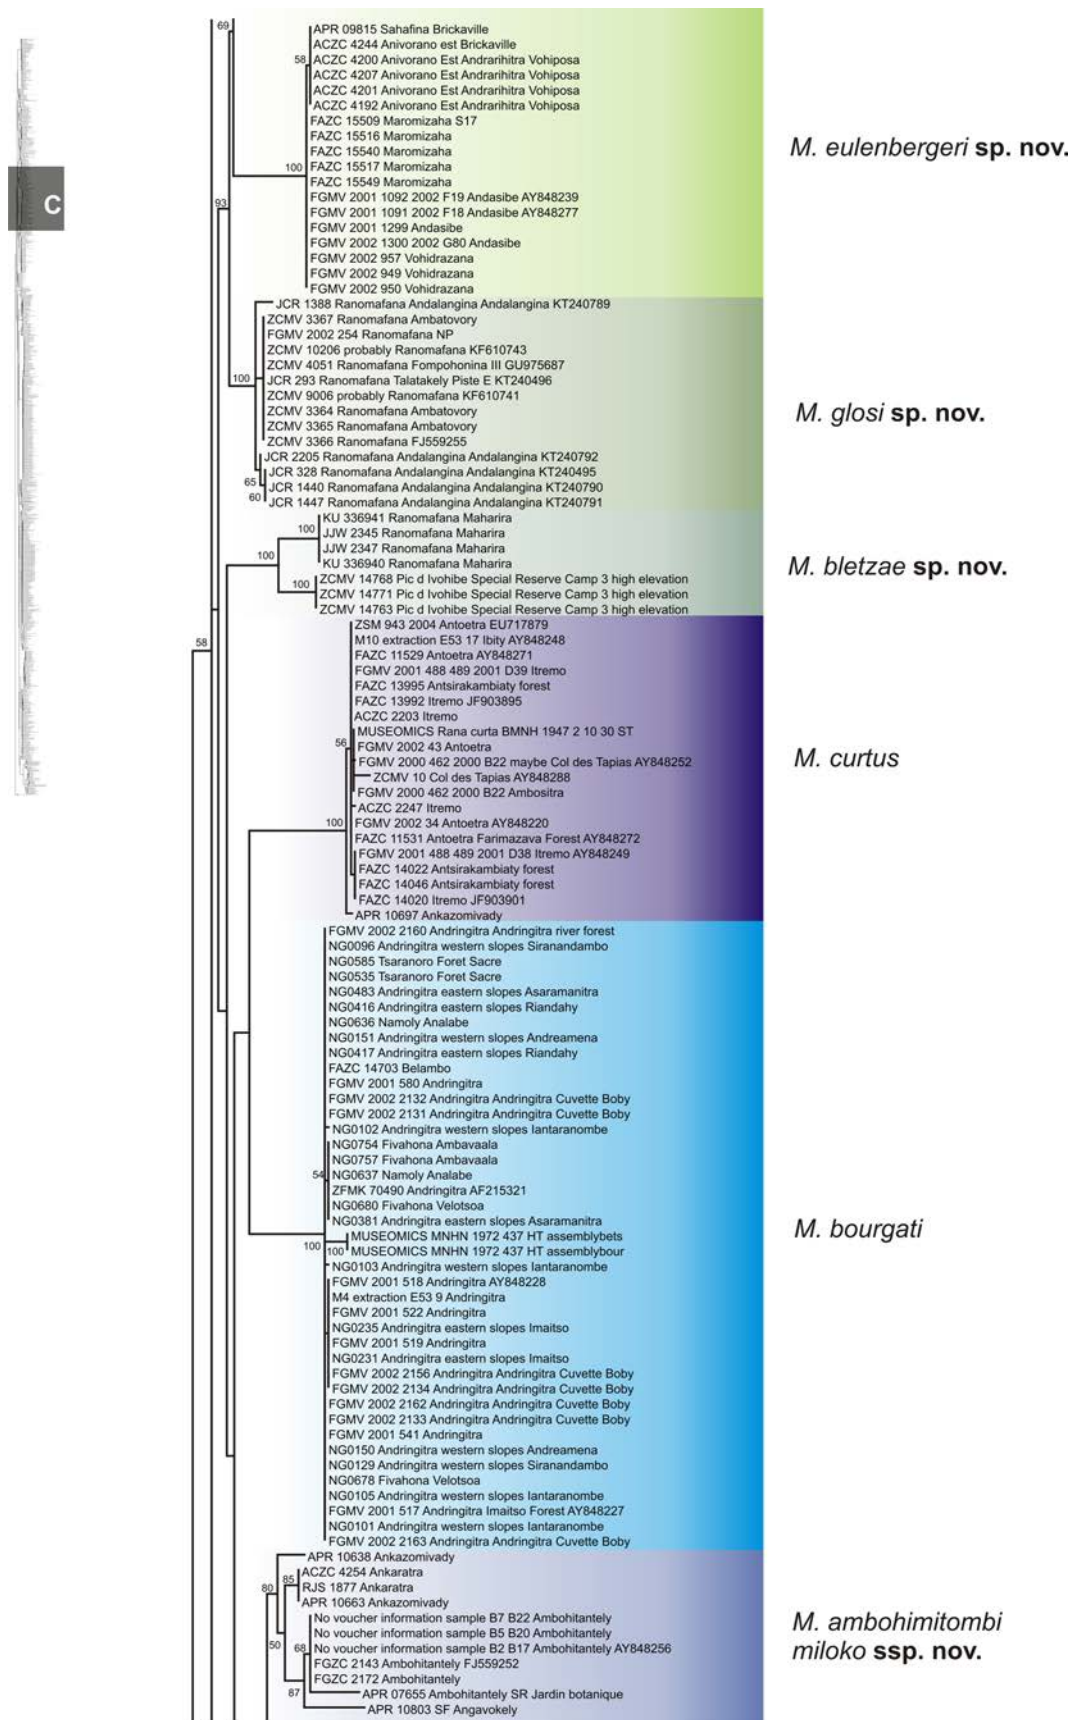 69
APR 09815 Sahafina Brickaville
ACZC 4244 Anivorano est Brickaville
58
ACZC 4200 Anivorano Est Andrarihitra Vohiposa
ACZC 4207 Anivorano Est Andrarihitra Vohiposa
ACZC 4201 Anivorano Est Andrarihitra Vohiposa
ACZC 4192 Anivorano Est Andrarihitra Vohiposa
FAZC 15509 Maromizaha S17
FAZC 15516 Maromizaha
FAZC 15540 Maromizaha
M. eulenbergeri sp. nov.
100
FAZC 15517 Maromizaha
FAZC 15549 Maromizaha
FGMV 2001 1092 2002 F19 Andasibe AY848239
C
93
FGMV 2001 1091 2002 F18 Andasibe AY848277
FGMV 2001 1299 Andasibe
FGMV 2002 1300 2002 G80 Andasibe
FGMV 2002 957 Vohidrazana
FGMV 2002 949 Vohidrazana
FGMV 2002 950 Vohidrazana
JCR 1388 Ranomafana Andalangina Andalangina KT240789
ZCMV 3367 Ranomafana Ambatovory
FGMV 2002 254 Ranomafana NP
ZCMV 10206 probably Ranomafana KF610743
ZCMV 4051 Ranomafana Fompohonina III GU975687
100
JCR 293 Ranomafana Talatakely Piste E KT240496
ZCMV 9006 probably Ranomafana KF610741
ZCMV 3364 Ranomafana Ambatovory
M. glosi sp. nov.
ZCMV 3365 Ranomafana Ambatovory
ZCMV 3366 Ranomafana FJ559255
JCR 2205 Ranomafana Andalangina Andalangina KT240792
JCR 328 Ranomafana Andalangina Andalangina KT240495
65
JCR 1440 Ranomafana Andalangina Andalangina KT240790
60
JCR 1447 Ranomafana Andalangina Andalangina KT240791
KU 336941 Ranomafana Maharira
100
JJW 2345 Ranomafana Maharira
JJW 2347 Ranomafana Maharira
100
KU 336940 Ranomafana Maharira
M. bletzae sp. nov.
ZCMV 14768 Pic d Ivohibe Special Reserve Camp 3 high elevation
100
ZCMV 14771 Pic d Ivohibe Special Reserve Camp 3 high elevation
ZCMV 14763 Pic d Ivohibe Special Reserve Camp 3 high elevation
ZSM 943 2004 Antoetra EU717879
58
M10 extraction E53 17 Ibity AY848248
FAZC 11529 Antoetra AY848271
FGMV 2001 488 489 2001 D39 Itremo
FAZC 13995 Antsirakambiaty forest
FAZC 13992 Itremo JF903895
ACZC 2203 Itremo
MUSEOMICS Rana curta BMNH 1947 2 10 30 ST
56
FGMV 2002 43 Antoetra
FGMV 2000 462 2000 B22 maybe Col des Tapias AY848252
M. curtus
ZCMV 10 Col des Tapias AY848288
FGMV 2000 462 2000 B22 Ambositra
ACZC 2247 Itremo
100
FGMV 2002 34 Antoetra AY848220
FAZC 11531 Antoetra Farimazava Forest AY848272
FGMV 2001 488 489 2001 D38 Itremo AY848249
FAZC 14022 Antsirakambiaty forest
FAZC 14046 Antsirakambiaty forest
FAZC 14020 Itremo JF903901
APR 10697 Ankazomivady
FGMV 2002 2160 Andringitra Andringitra river forest
NG0096 Andringitra western slopes Siranandambo
NG0585 Tsaranoro Foret Sacre
NG0535 Tsaranoro Foret Sacre
NG0483 Andringitra eastern slopes Asaramanitra
NG0416 Andringitra eastern slopes Riandahy
NG0636 Namoly Analabe
NG0151 Andringitra western slopes Andreamena
NG0417 Andringitra eastern slopes Riandahy
FAZC 14703 Belambo
FGMV 2001 580 Andringitra
FGMV 2002 2132 Andringitra Andringitra Cuvette Boby
FGMV 2002 2131 Andringitra Andringitra Cuvette Boby
NG0102 Andringitra western slopes Iantaranombe
NG0754 Fivahona Ambavaala
NG0757 Fivahona Ambavaala
54
NG0637 Namoly Analabe
ZFMK 70490 Andringitra AF215321
NG0680 Fivahona Velotsoa
NG0381 Andringitra eastern slopes Asaramanitra
M. bourgati
MUSEOMICS MNHN 1972 437 HT assemblybets
100
100
MUSEOMICS MNHN 1972 437 HT assemblybour
NG0103 Andringitra western slopes Iantaranombe
FGMV 2001 518 Andringitra AY848228
M4 extraction E53 9 Andringitra
FGMV 2001 522 Andringitra
NG0235 Andringitra eastern slopes Imaitso
FGMV 2001 519 Andringitra
NG0231 Andringitra eastern slopes Imaitso
FGMV 2002 2156 Andringitra Andringitra Cuvette Boby
FGMV 2002 2134 Andringitra Andringitra Cuvette Boby
FGMV 2002 2162 Andringitra Andringitra Cuvette Boby
FGMV 2002 2133 Andringitra Andringitra Cuvette Boby
FGMV 2001 541 Andringitra
NG0150 Andringitra western slopes Andreamena
NG0129 Andringitra western slopes Siranandambo
NG0678 Fivahona Velotsoa
NG0105 Andringitra western slopes Iantaranombe
FGMV 2001 517 Andringitra Imaitso Forest AY848227
NG0101 Andringitra western slopes Iantaranombe
FGMV 2002 2163 Andringitra Andringitra Cuvette Boby
APR 10638 Ankazomivady
ACZC 4254 Ankaratra
85
80
RJS 1877 Ankaratra
APR 10663 Ankazomivady
No voucher information sample B7 B22 Ambohitantely
M. ambohimitombi
No voucher information sample B5 B20 Ambohitantely
50
68
No voucher information sample B2 B17 Ambohitantely AY848256
miloko ssp. nov.
FGZC 2143 Ambohitantely FJ559252
FGZC 2172 Ambohitantely
87
APR 07655 Ambohitantely SR Jardin botanique
APR 10803 SF Angavokely